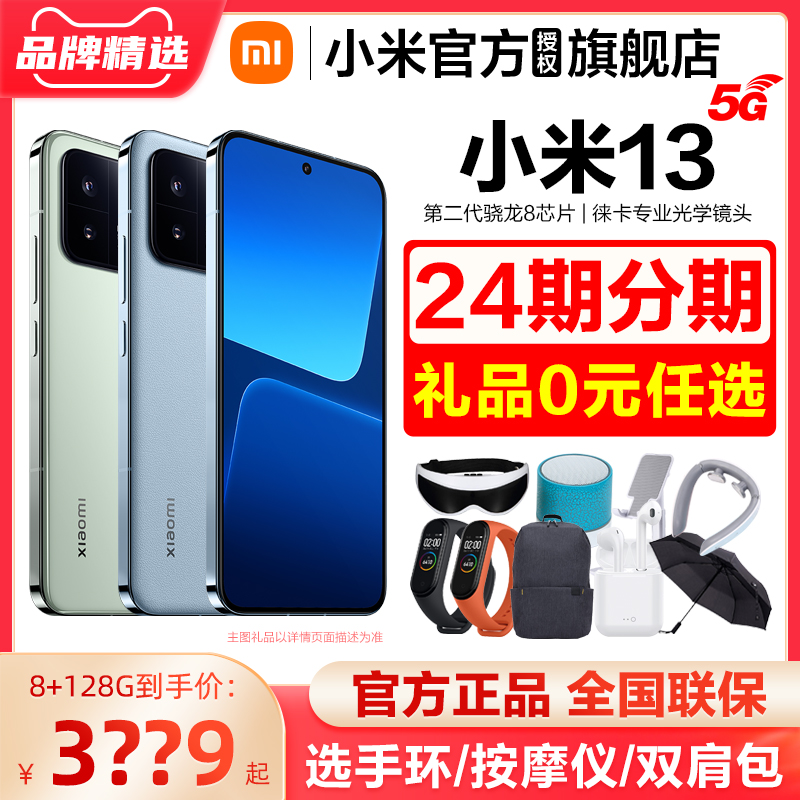 品牌精选
mi
小米官方授权旗舰店
5G
小米13
第二代骁龙8芯片 | 徕卡专业光学镜头
24期分期
礼品0元任选
xiaomi
xiaomi
02:00
02:00
主图礼品以详情页面描述为准
8+128G到手价：
¥3??9起
官方正品 全国联保
选手环/按摩仪/双肩包